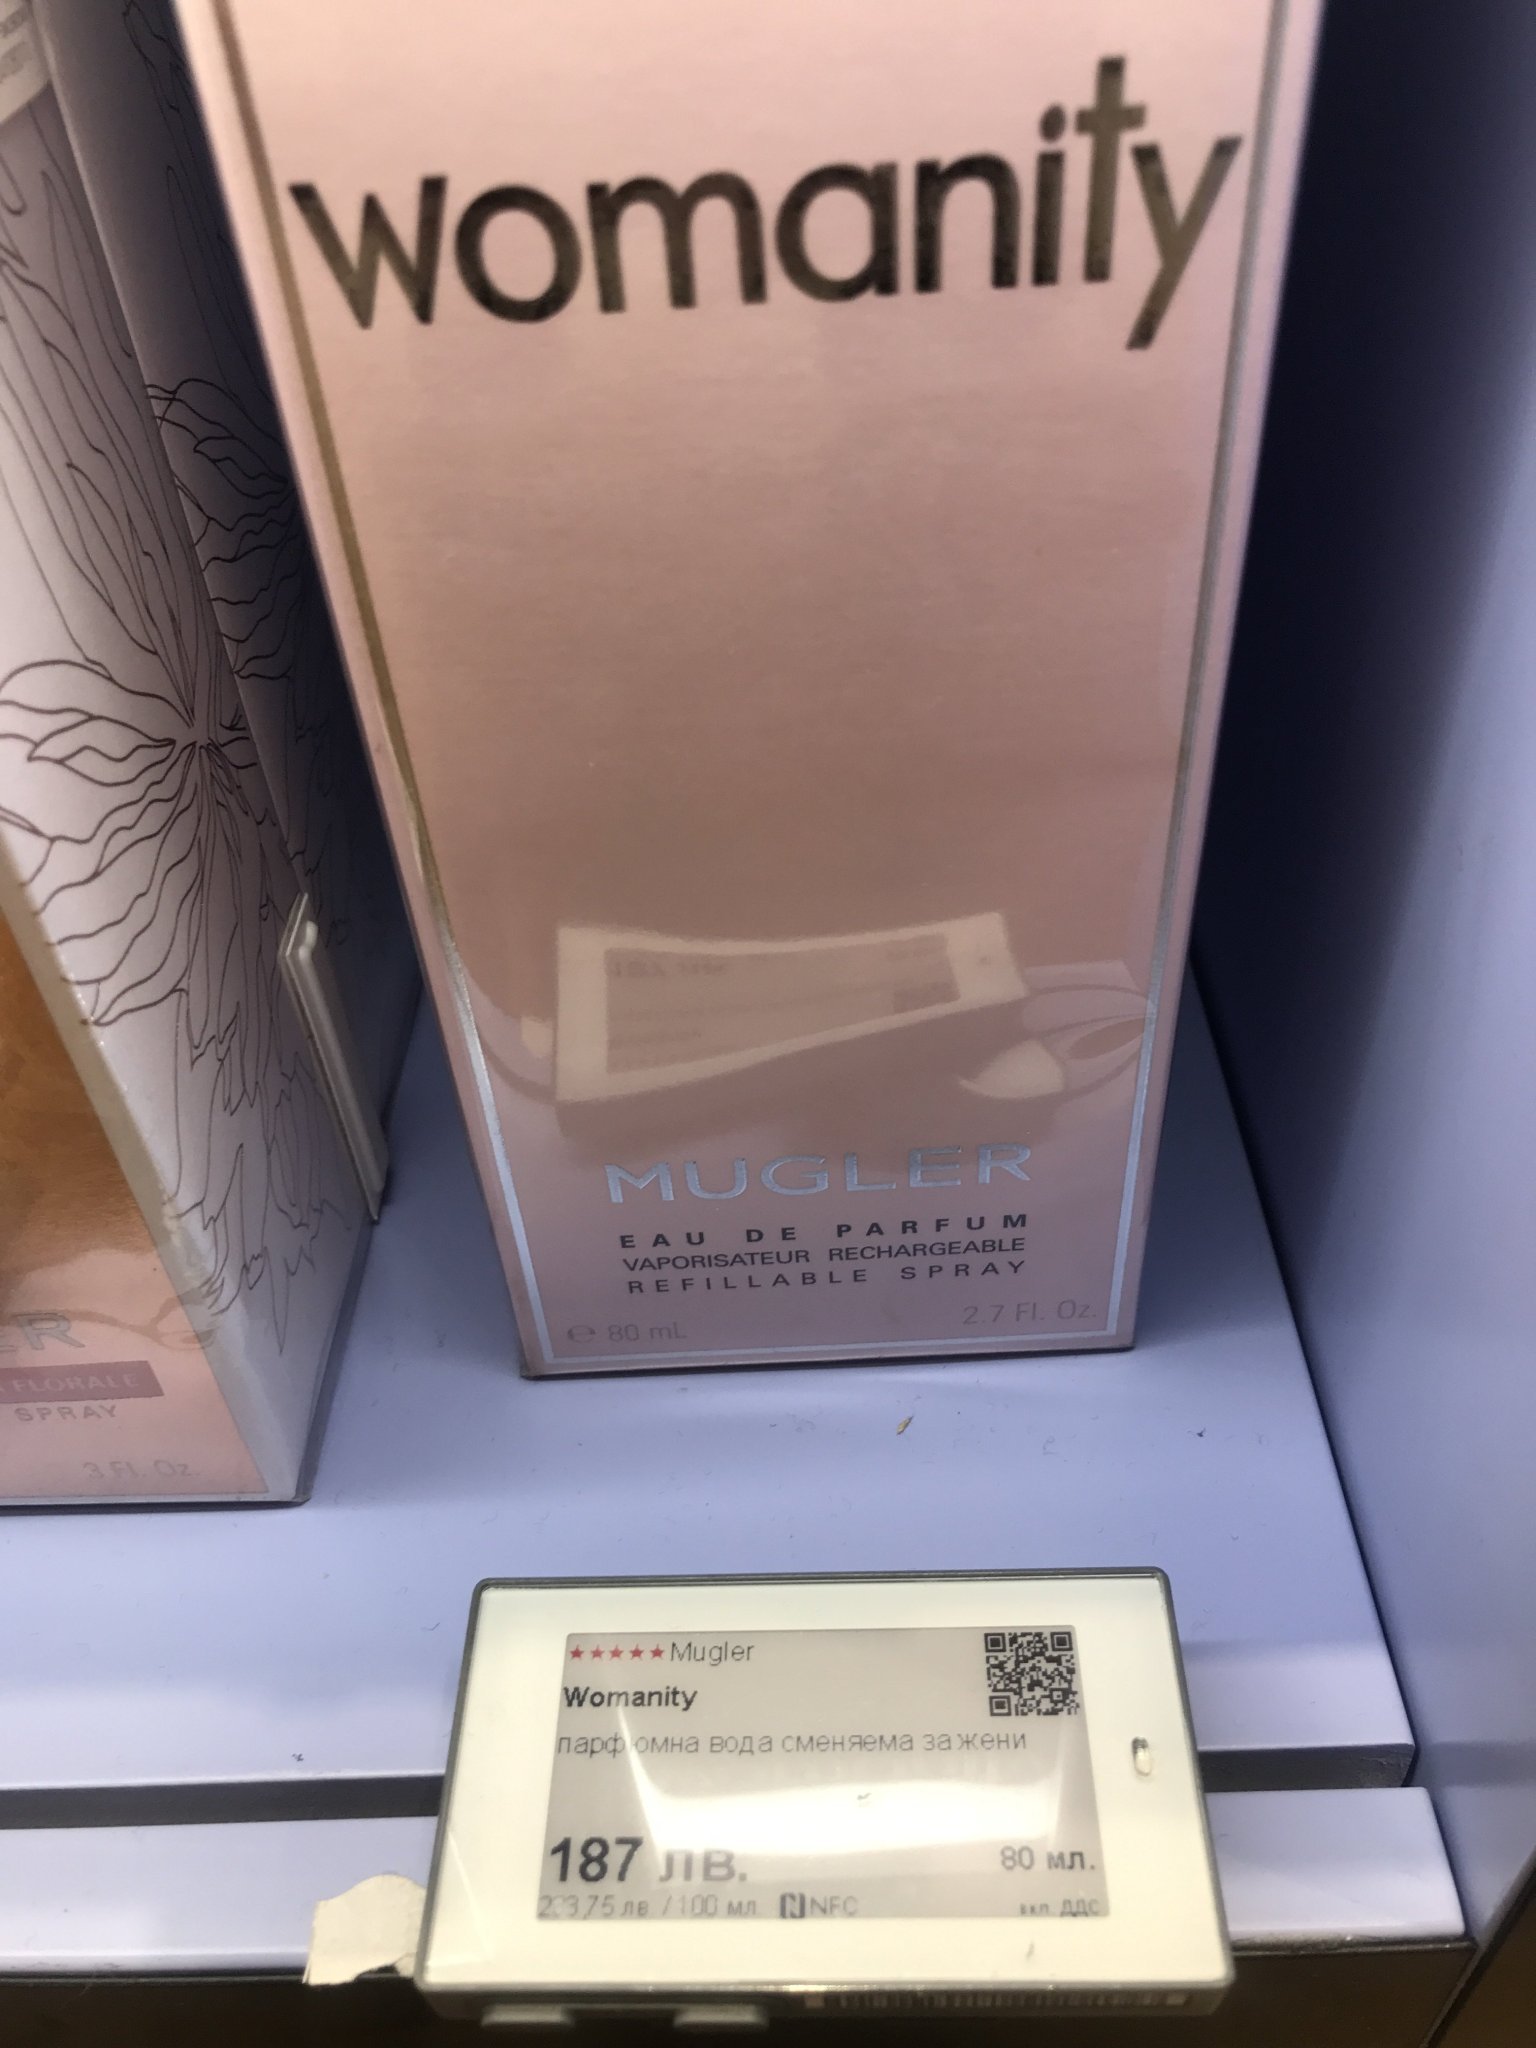 womanity
MUGLER
EAU DE PARFUM
VAPORISATEUR RECHARGEABLE
REFILLABLE SPRAY
℮ 80 mL
2.7 Fl. Oz.
ER
FLORALE
SPRAY
3 Fl. Oz.
★★★★★ Mugler
Womanity
парфюмна вода сменяема за жени
187 лв.
80 мл.
233,75 лв. / 100 мл. NFC
вкл. ДДС